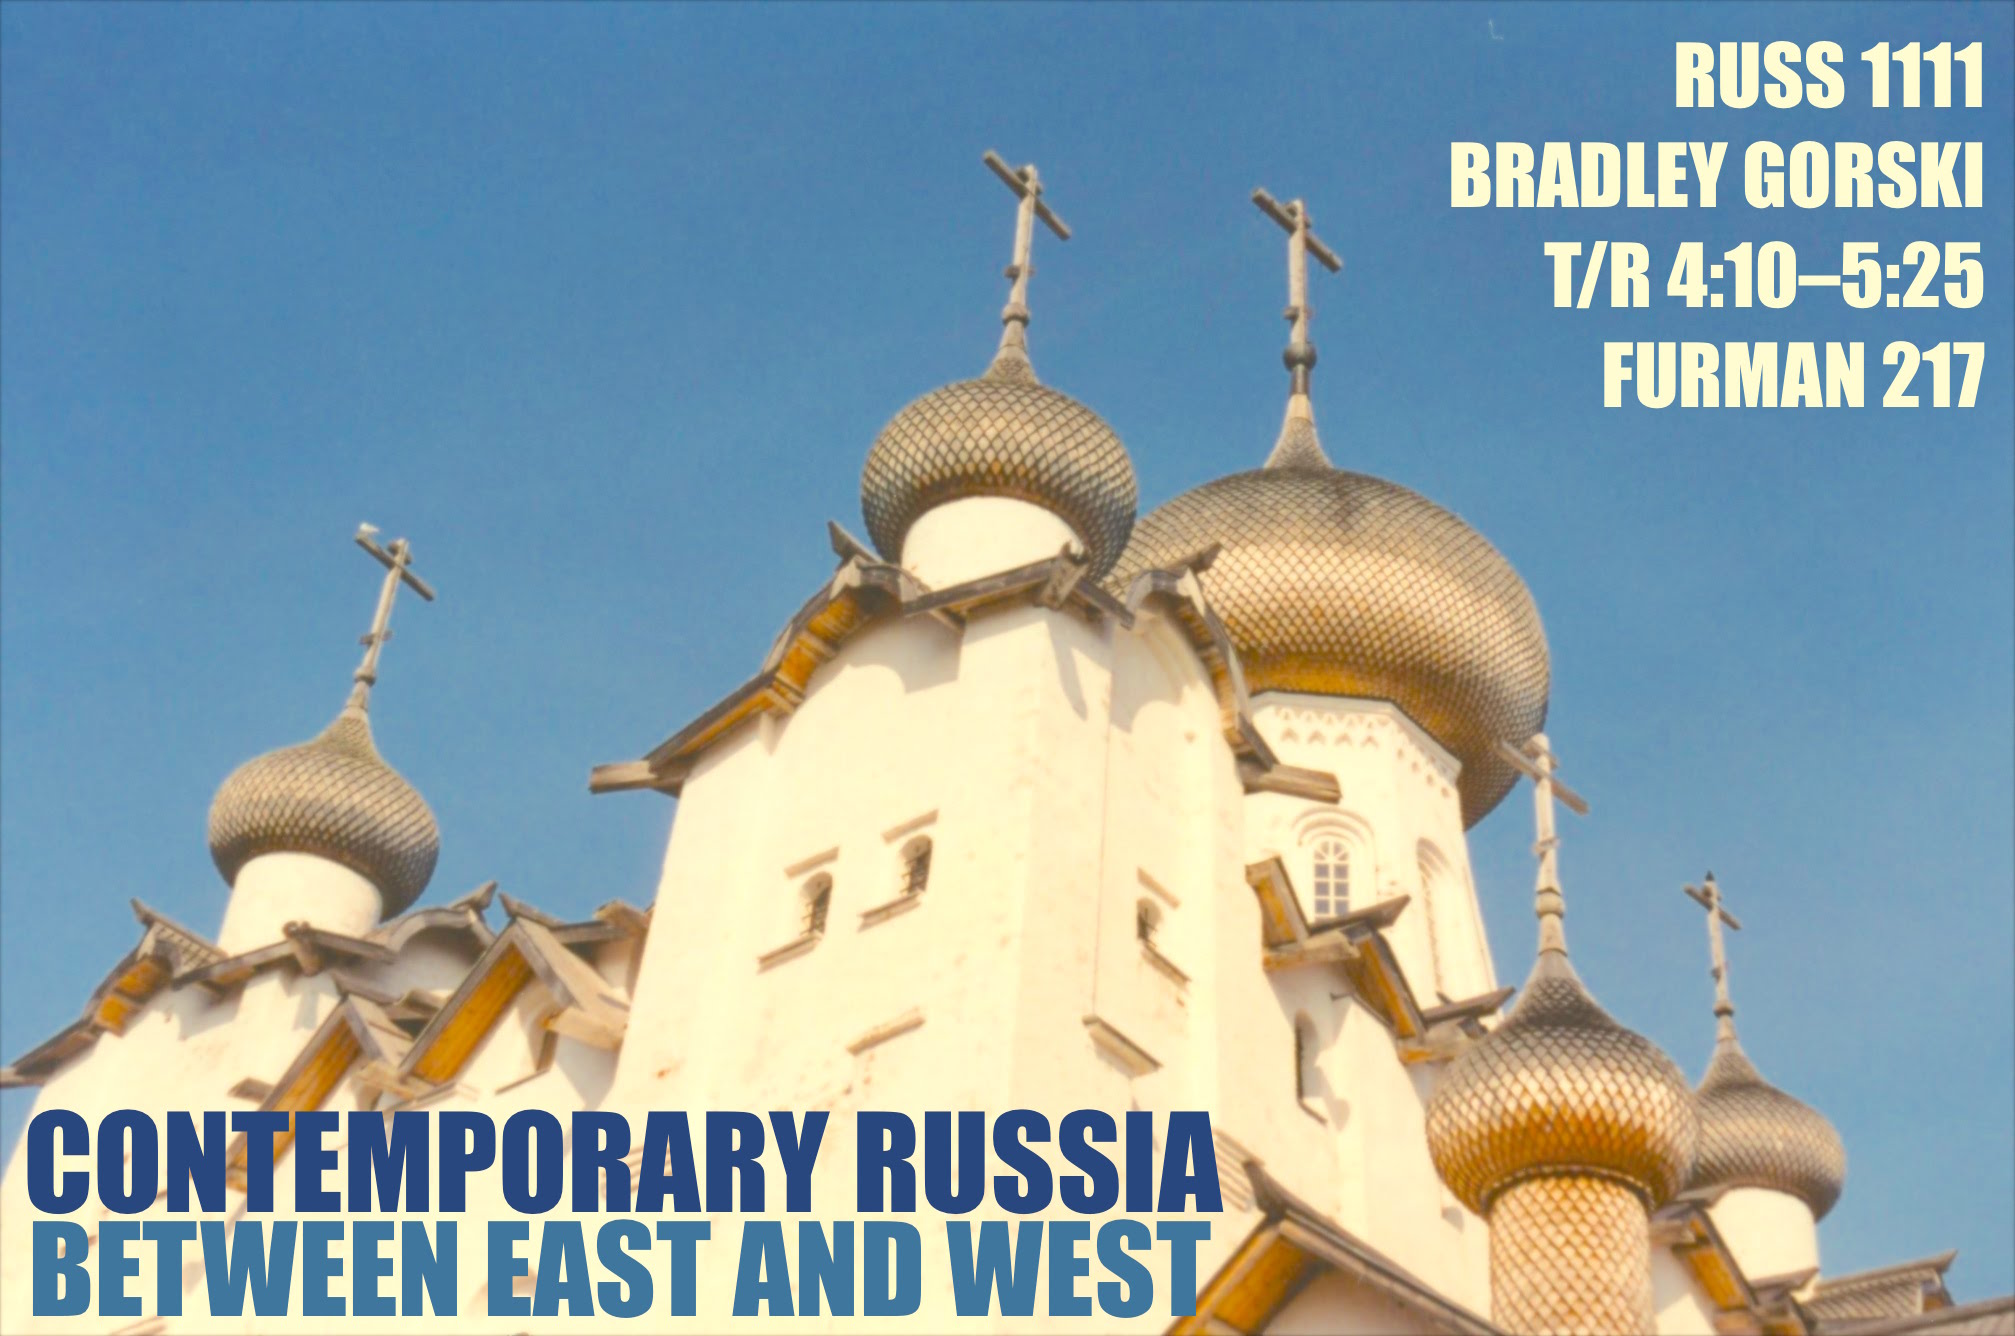 RUSS 1111
BRADLEY GORSKI
T/R 4:10–5:25
FURMAN 217
CONTEMPORARY RUSSIA
BETWEEN EAST AND WEST